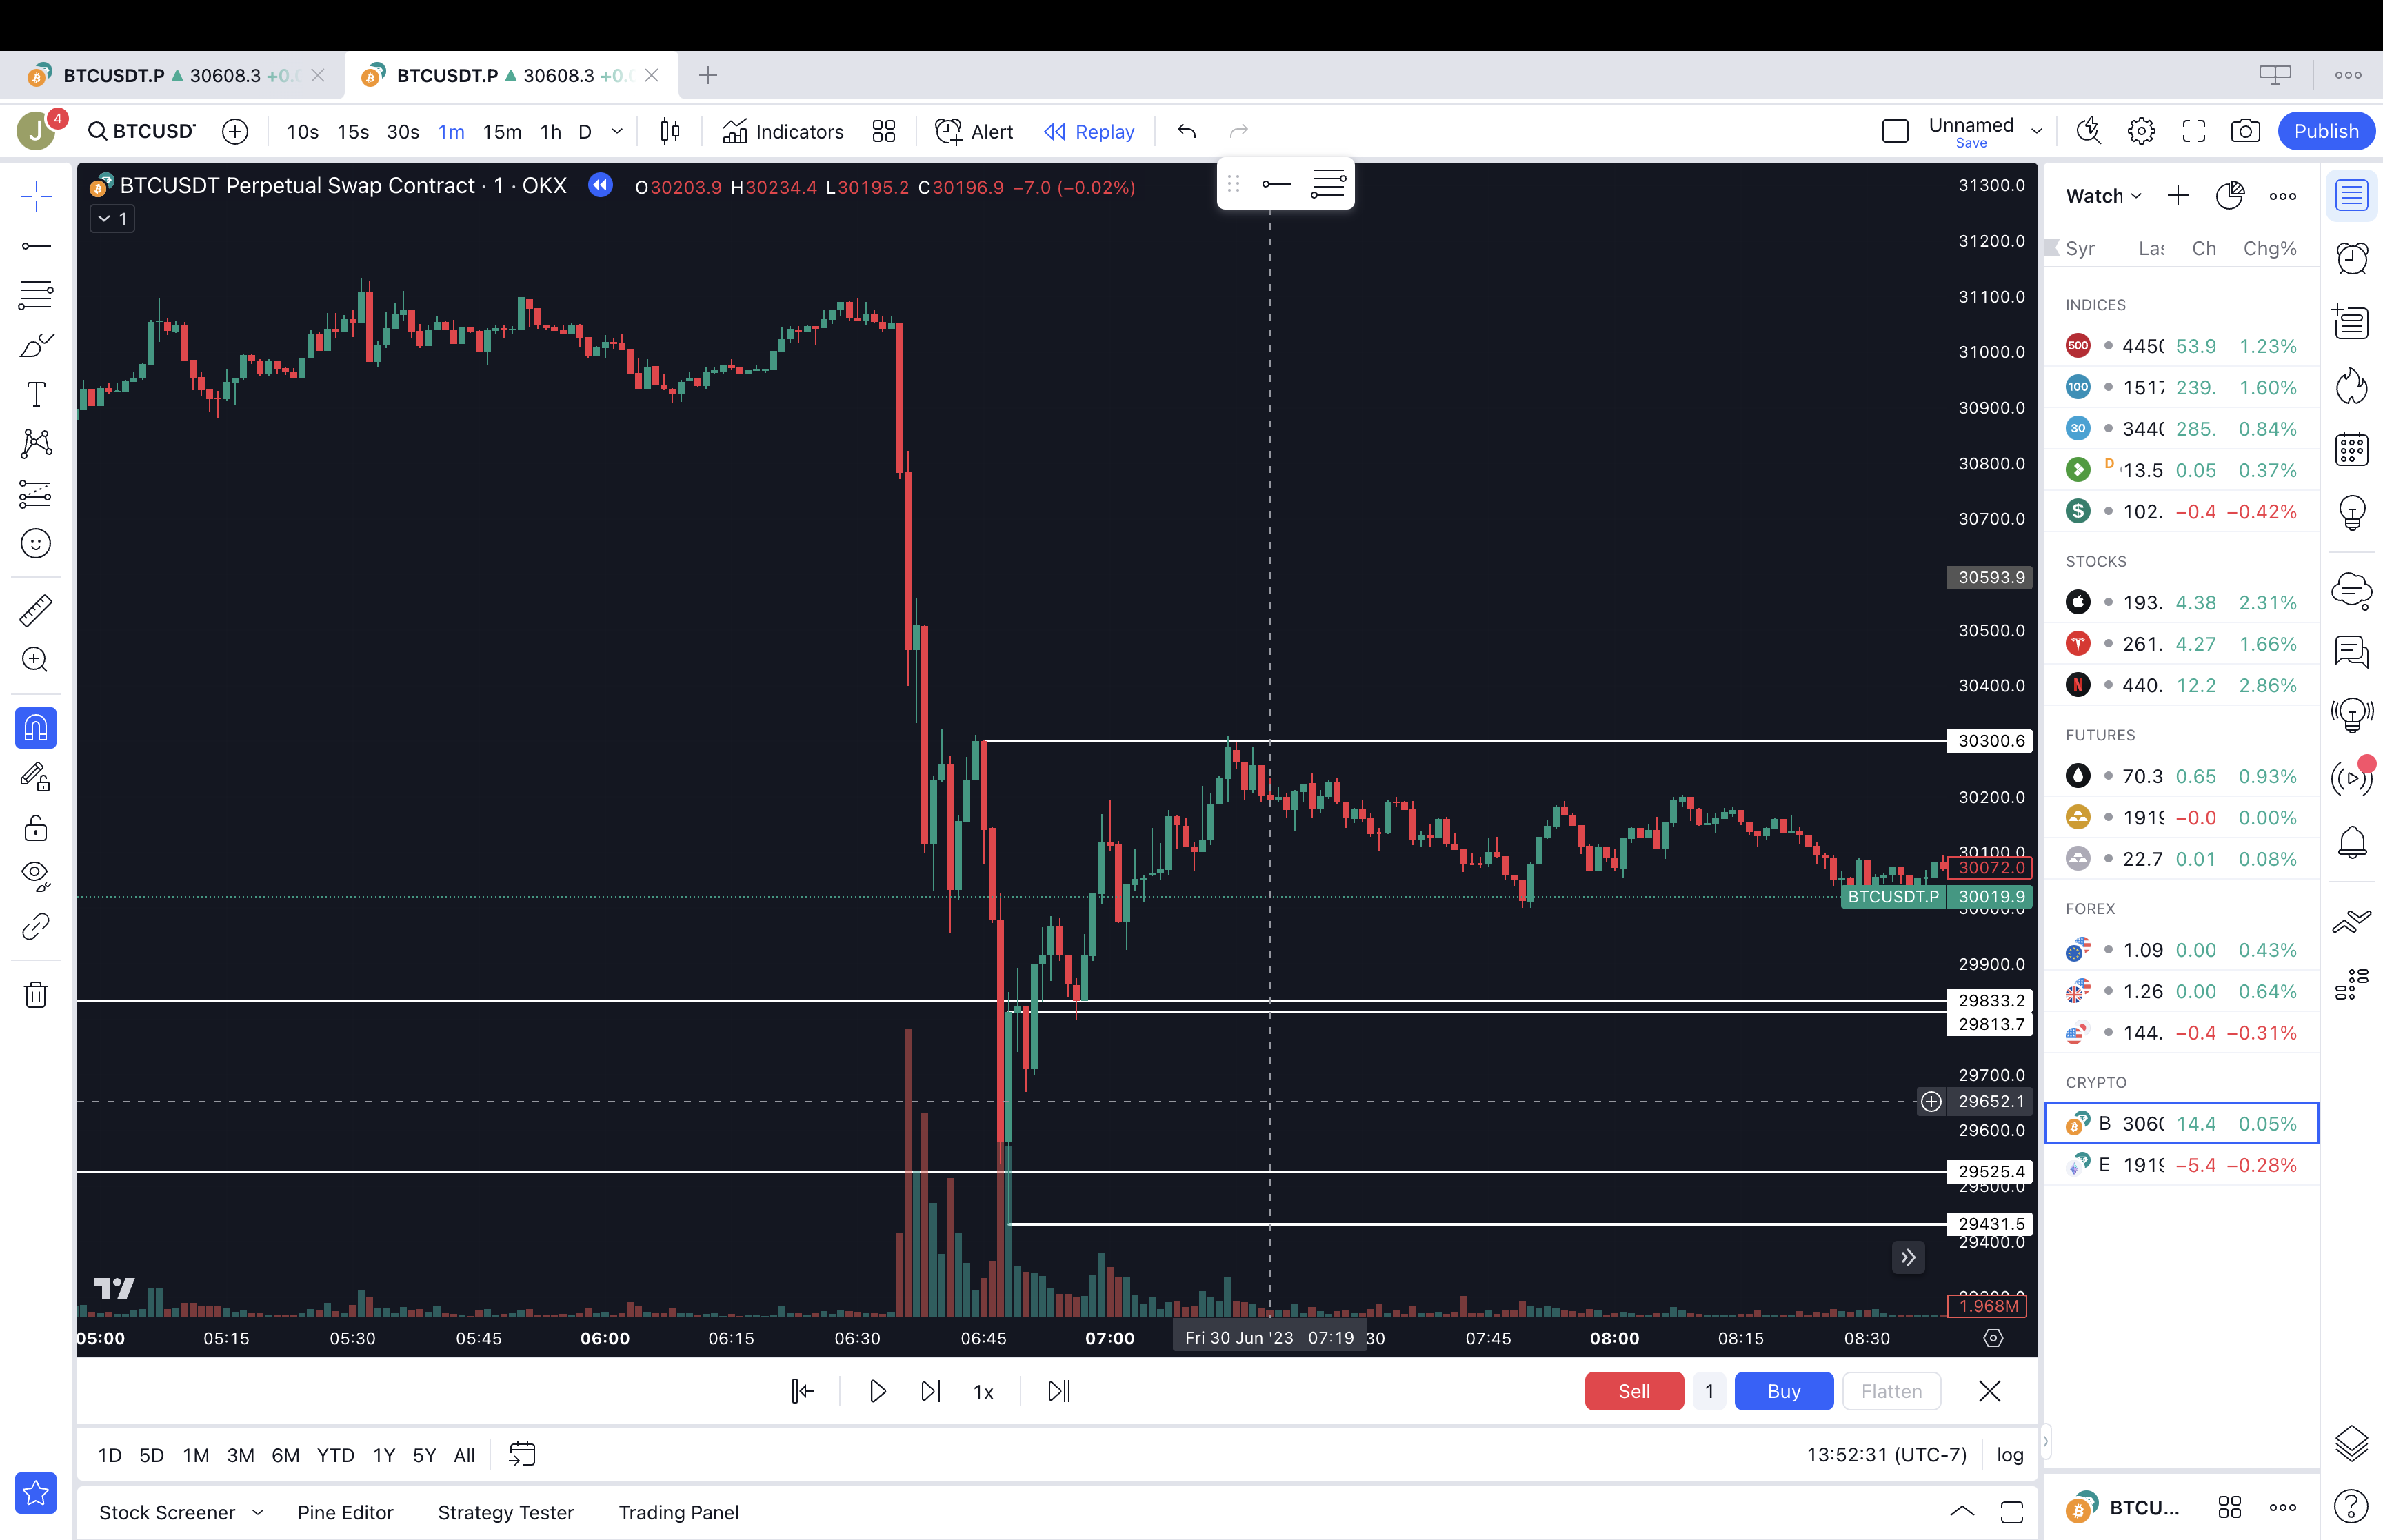 BTCUSDT.P 30608.3 +0.0 BTCUSDT.P 30608.3 +0.0
J 4 BTCUSD 10s 15s 30s 1m 15m 1h D Indicators Alert Replay Unnamed Save Publish
BTCUSDT Perpetual Swap Contract · 1 · OKX O30203.9 H30234.4 L30195.2 C30196.9 −7.0 (−0.02%)
1
31300.0
31200.0
31100.0
31000.0
30900.0
30800.0
30700.0
30593.9
30500.0
30400.0
30300.6
30200.0
30100.0
30072.0
BTCUSDT.P 30019.9
30000.0
29900.0
29833.2
29813.7
29700.0
29652.1
29600.0
29525.4
29500.0
29431.5
29400.0
1.968M
05:00 05:15 05:30 05:45 06:00 06:15 06:30 06:45 07:00 Fri 30 Jun '23 07:19 30 07:45 08:00 08:15 08:30
1x Sell 1 Buy Flatten
1D 5D 1M 3M 6M YTD 1Y 5Y All 13:52:31 (UTC-7) log
Stock Screener Pine Editor Strategy Tester Trading Panel
Watch
Syr Las Ch Chg%
INDICES
500 445 53.9 1.23%
100 151 239. 1.60%
30 344 285. 0.84%
D 13.5 0.05 0.37%
$ 102. −0.4 −0.42%
STOCKS
193. 4.38 2.31%
261. 4.27 1.66%
N 440. 12.2 2.86%
FUTURES
70.3 0.65 0.93%
1919 −0.0 0.00%
22.7 0.01 0.08%
FOREX
1.09 0.00 0.43%
1.26 0.00 0.64%
144. −0.4 −0.31%
CRYPTO
B 306 14.4 0.05%
E 1919 −5.4 −0.28%
BTCU...